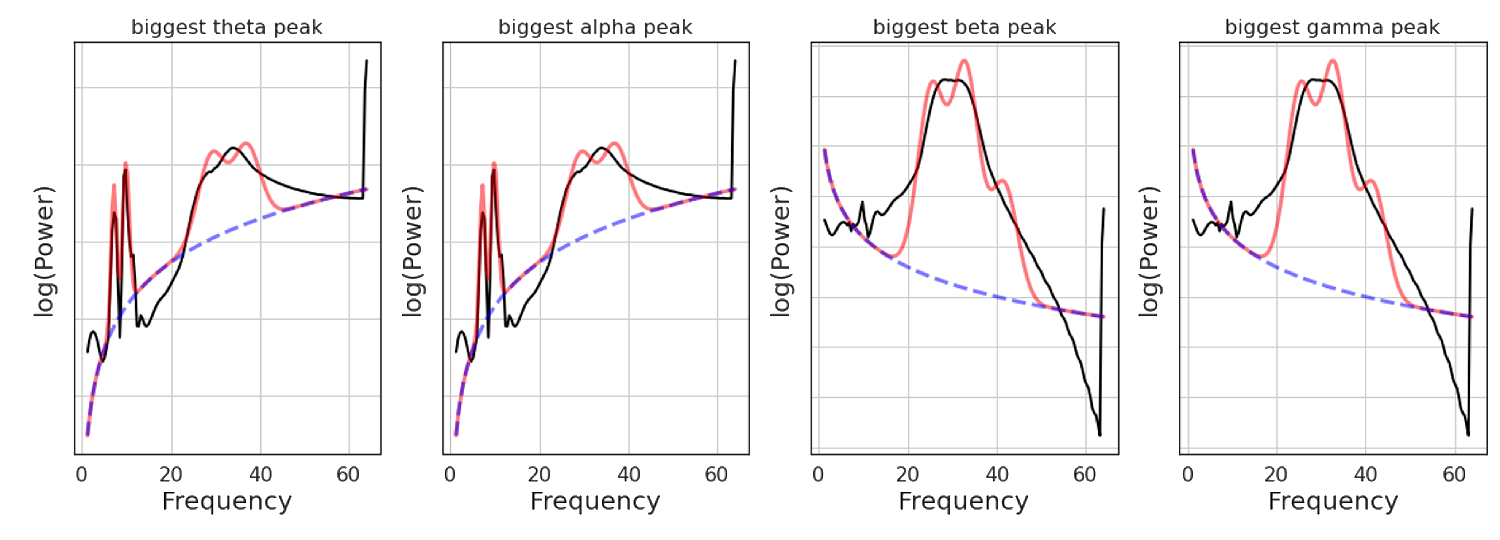 biggest theta peak
biggest alpha peak
biggest beta peak
biggest gamma peak
log(Power)
log(Power)
log(Power)
log(Power)
0 20 40 60
0 20 40 60
0 20 40 60
0 20 40 60
Frequency
Frequency
Frequency
Frequency